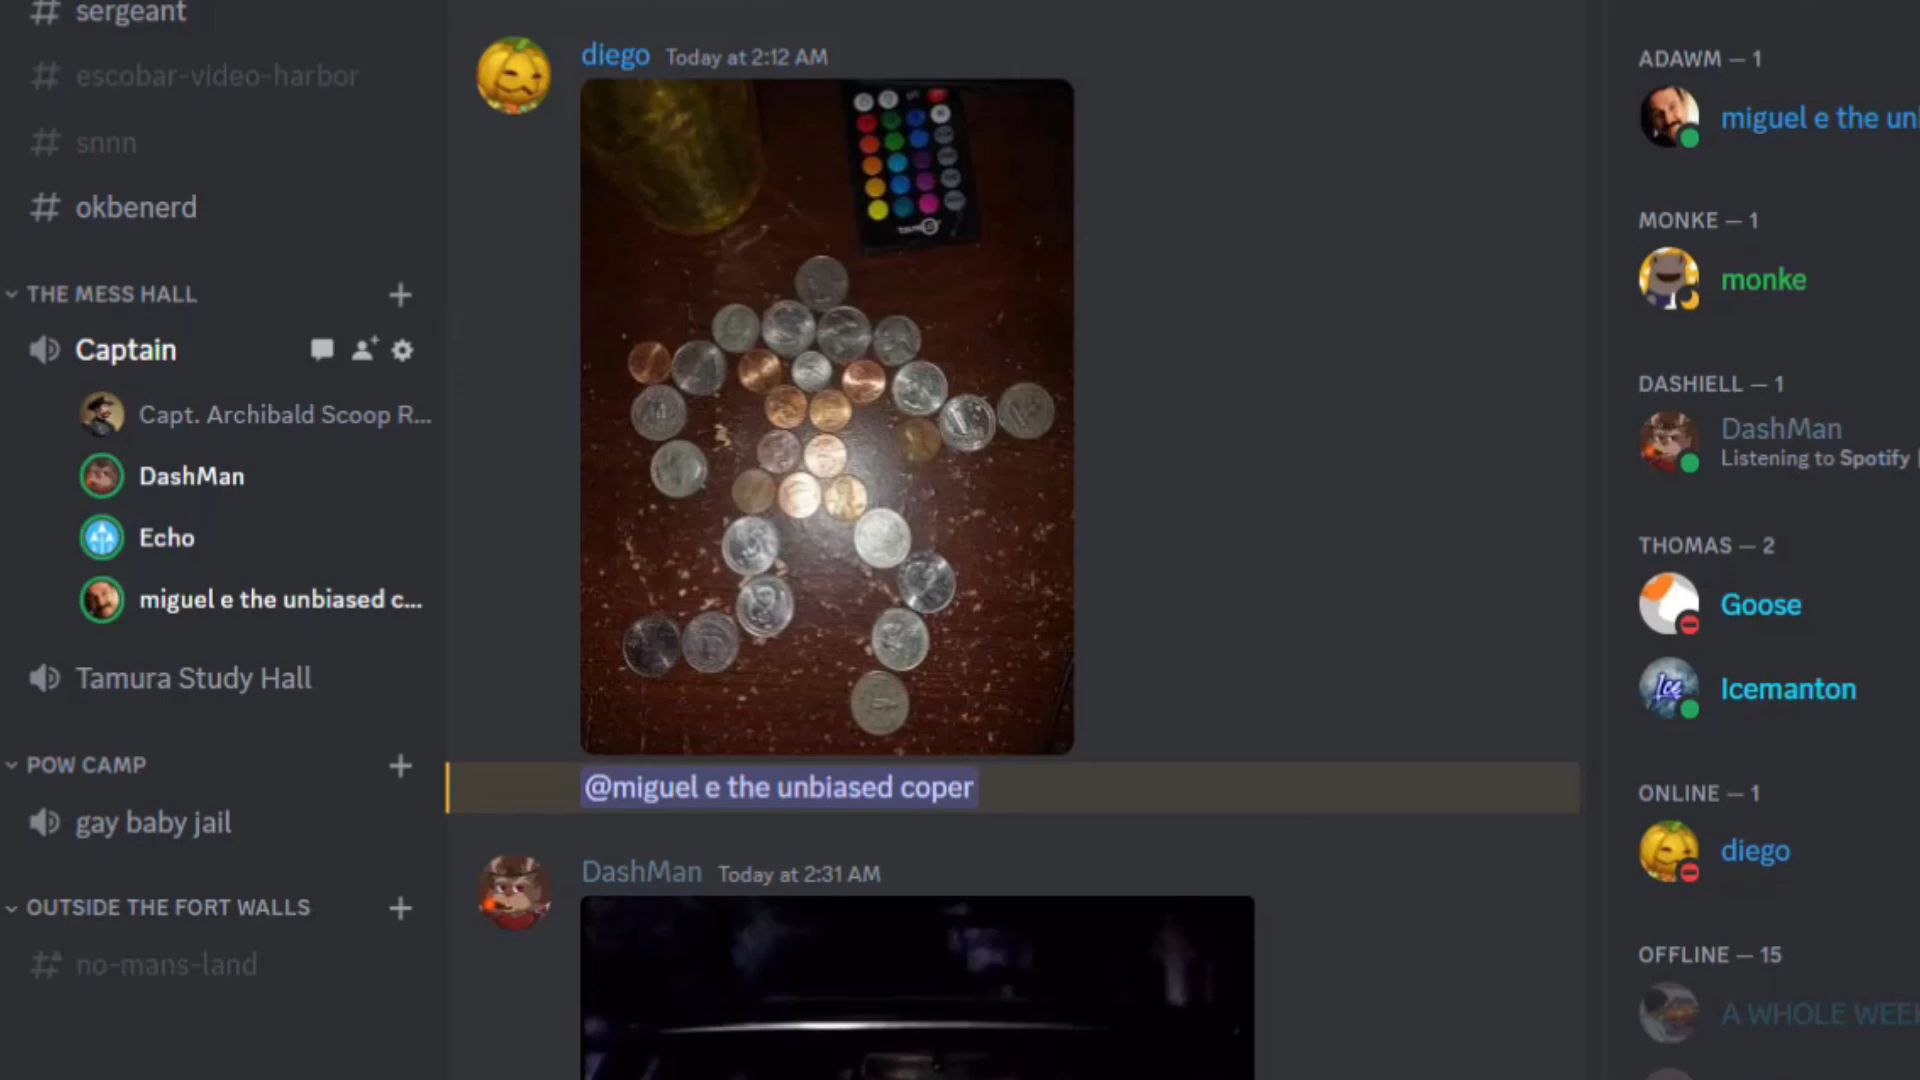 sergeant
escobar-video-harbor
snnn
okbenerd
THE MESS HALL
Captain
Capt. Archibald Scoop R...
DashMan
Echo
miguel e the unbiased c...
Tamura Study Hall
POW CAMP
gay baby jail
OUTSIDE THE FORT WALLS
no-mans-land
diego Today at 2:12 AM
@miguel e the unbiased coper
DashMan Today at 2:31 AM
ADAWM — 1
miguel e the un
MONKE — 1
monke
DASHIELL — 1
DashMan
Listening to Spotify
THOMAS — 2
Goose
Ice
Icemanton
ONLINE — 1
diego
OFFLINE — 15
A WHOLE WEEK